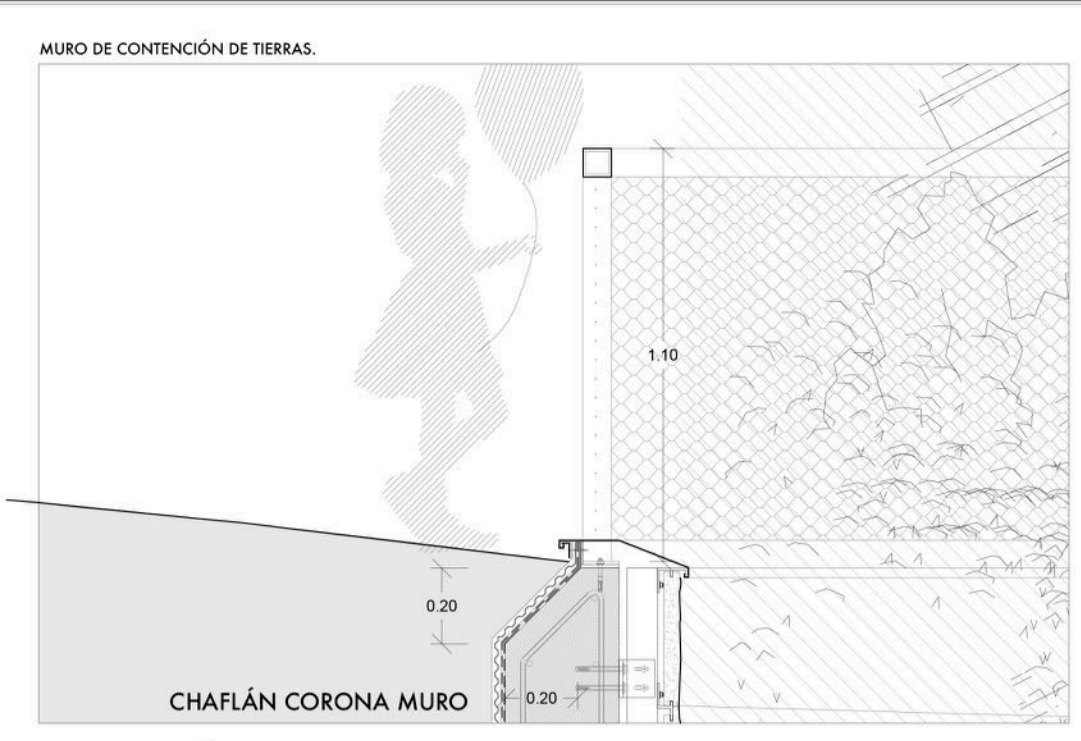 MURO DE CONTENCIÓN DE TIERRAS.
1.10
0.20
CHAFLÁN CORONA MURO
0.20